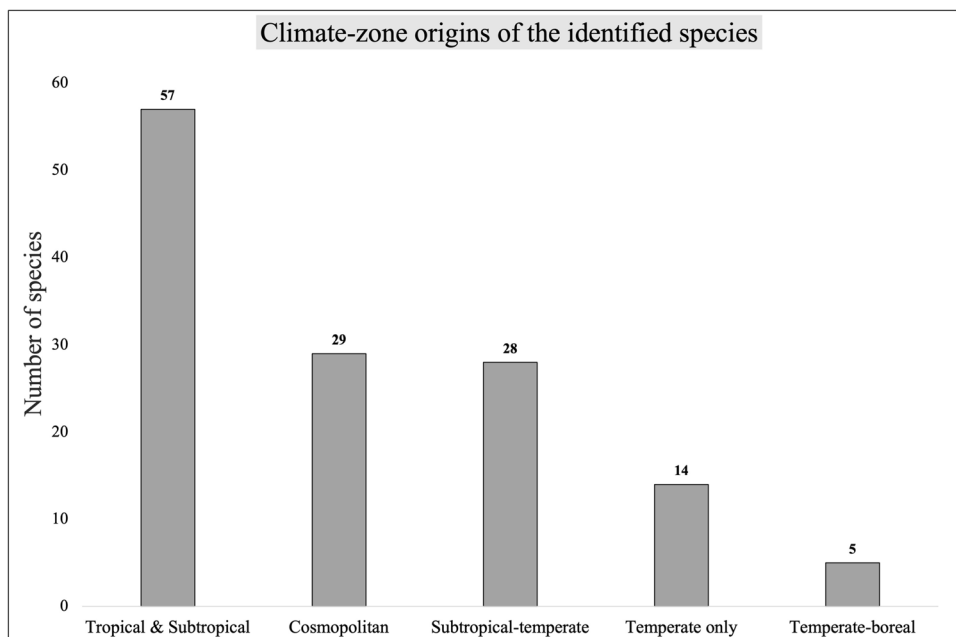 Climate-zone origins of the identified species
Number of species
60
50
40
30
20
10
0
57
29
28
14
5
Tropical & Subtropical
Cosmopolitan
Subtropical-temperate
Temperate only
Temperate-boreal